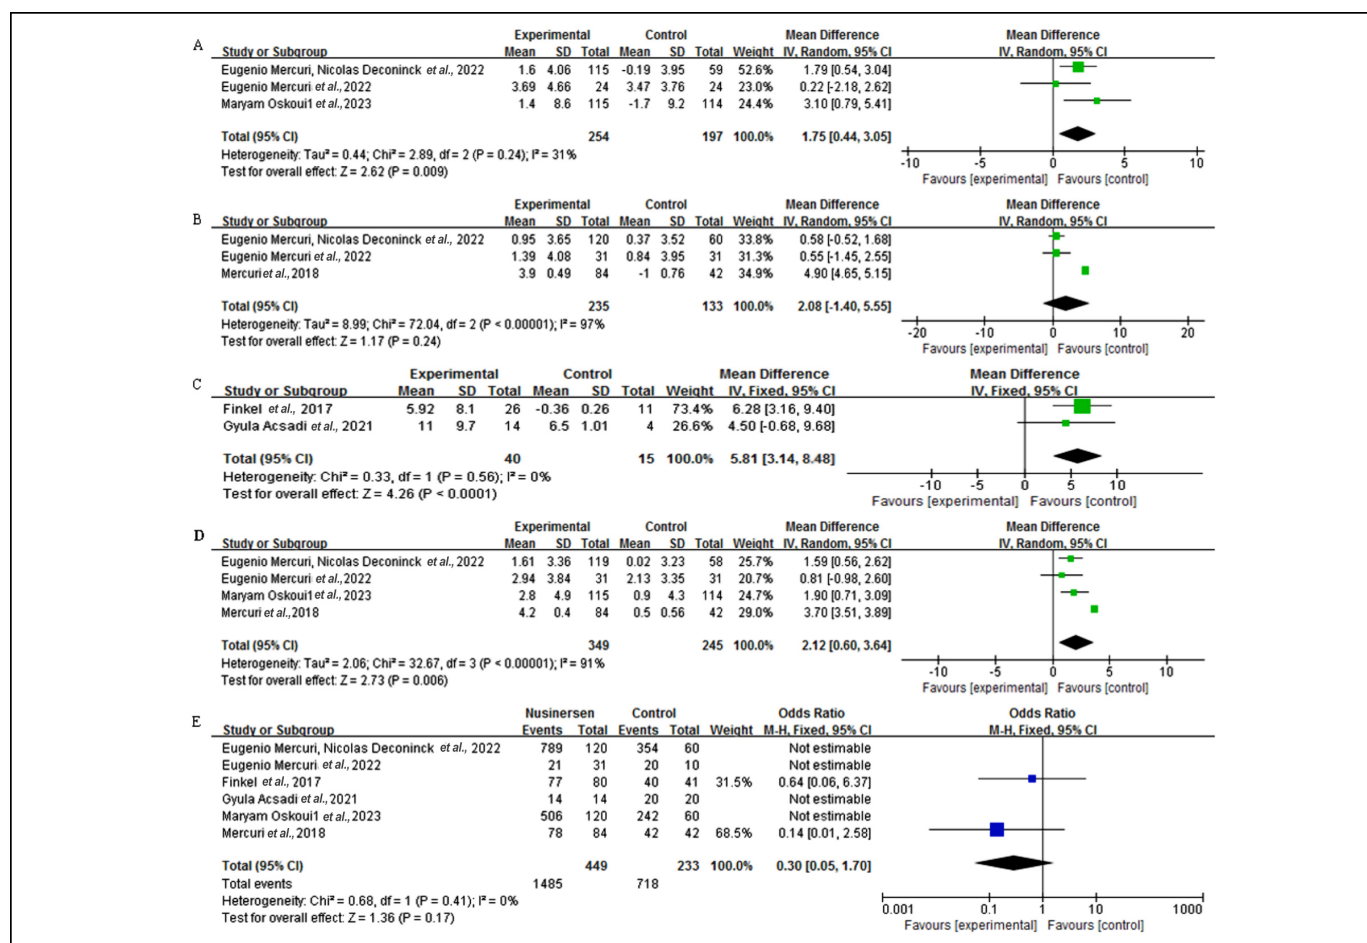 A
Experimental Control Mean Difference Mean Difference
Study or Subgroup Mean SD Total Mean SD Total Weight IV, Random, 95% CI IV, Random, 95% CI
Eugenio Mercuri, Nicolas Deconinck et al., 2022 1.6 4.06 115 -0.19 3.95 59 52.6% 1.79 [0.54, 3.04]
Eugenio Mercuri et al., 2022 3.69 4.66 24 3.47 3.76 24 23.0% 0.22 [-2.18, 2.62]
Maryam Oskoui1 et al., 2023 1.4 8.6 115 -1.7 9.2 114 24.4% 3.10 [0.79, 5.41]
Total (95% CI) 254 197 100.0% 1.75 [0.44, 3.05]
Heterogeneity: Tau² = 0.44; Chi² = 2.89, df = 2 (P = 0.24); I² = 31%
Test for overall effect: Z = 2.62 (P = 0.009)
-10 -5 0 5 10
Favours [experimental] Favours [control]
B
Experimental Control Mean Difference Mean Difference
Study or Subgroup Mean SD Total Mean SD Total Weight IV, Random, 95% CI IV, Random, 95% CI
Eugenio Mercuri, Nicolas Deconinck et al., 2022 0.95 3.65 120 0.37 3.52 60 33.8% 0.58 [-0.52, 1.68]
Eugenio Mercuri et al., 2022 1.39 4.08 31 0.84 3.95 31 31.3% 0.55 [-1.45, 2.55]
Mercuri et al., 2018 3.9 0.49 84 -1 0.76 42 34.9% 4.90 [4.65, 5.15]
Total (95% CI) 235 133 100.0% 2.08 [-1.40, 5.55]
Heterogeneity: Tau² = 8.99; Chi² = 72.04, df = 2 (P < 0.00001); I² = 97%
Test for overall effect: Z = 1.17 (P = 0.24)
-20 -10 0 10 20
Favours [experimental] Favours [control]
C
Experimental Control Mean Difference Mean Difference
Study or Subgroup Mean SD Total Mean SD Total Weight IV, Fixed, 95% CI IV, Fixed, 95% CI
Finkel et al., 2017 5.92 8.1 26 -0.36 0.26 11 73.4% 6.28 [3.16, 9.40]
Gyula Acsadi et al., 2021 11 9.7 14 6.5 1.01 4 26.6% 4.50 [-0.68, 9.68]
Total (95% CI) 40 15 100.0% 5.81 [3.14, 8.48]
Heterogeneity: Chi² = 0.33, df = 1 (P = 0.56); I² = 0%
Test for overall effect: Z = 4.26 (P < 0.0001)
-10 -5 0 5 10
Favours [experimental] Favours [control]
D
Experimental Control Mean Difference Mean Difference
Study or Subgroup Mean SD Total Mean SD Total Weight IV, Random, 95% CI IV, Random, 95% CI
Eugenio Mercuri, Nicolas Deconinck et al., 2022 1.61 3.36 119 0.02 3.23 58 25.7% 1.59 [0.56, 2.62]
Eugenio Mercuri et al., 2022 2.94 3.84 31 2.13 3.35 31 20.7% 0.81 [-0.98, 2.60]
Maryam Oskoui1 et al., 2023 2.8 4.9 115 0.9 4.3 114 24.7% 1.90 [0.71, 3.09]
Mercuri et al., 2018 4.2 0.4 84 0.5 0.56 42 29.0% 3.70 [3.51, 3.89]
Total (95% CI) 349 245 100.0% 2.12 [0.60, 3.64]
Heterogeneity: Tau² = 2.06; Chi² = 32.67, df = 3 (P < 0.00001); I² = 91%
Test for overall effect: Z = 2.73 (P = 0.006)
-10 -5 0 5 10
Favours [experimental] Favours [control]
E
Nusinersen Control Odds Ratio Odds Ratio
Study or Subgroup Events Total Events Total Weight M-H, Fixed, 95% CI M-H, Fixed, 95% CI
Eugenio Mercuri, Nicolas Deconinck et al., 2022 789 120 354 60 Not estimable
Eugenio Mercuri et al., 2022 21 31 20 10 Not estimable
Finkel et al., 2017 77 80 40 41 31.5% 0.64 [0.06, 6.37]
Gyula Acsadi et al., 2021 14 14 20 20 Not estimable
Maryam Oskoui1 et al., 2023 506 120 242 60 Not estimable
Mercuri et al., 2018 78 84 42 42 68.5% 0.14 [0.01, 2.58]
Total (95% CI) 449 233 100.0% 0.30 [0.05, 1.70]
Total events 1485 718
Heterogeneity: Chi² = 0.68, df = 1 (P = 0.41); I² = 0%
Test for overall effect: Z = 1.36 (P = 0.17)
0.001 0.1 1 10 1000
Favours [experimental] Favours [control]